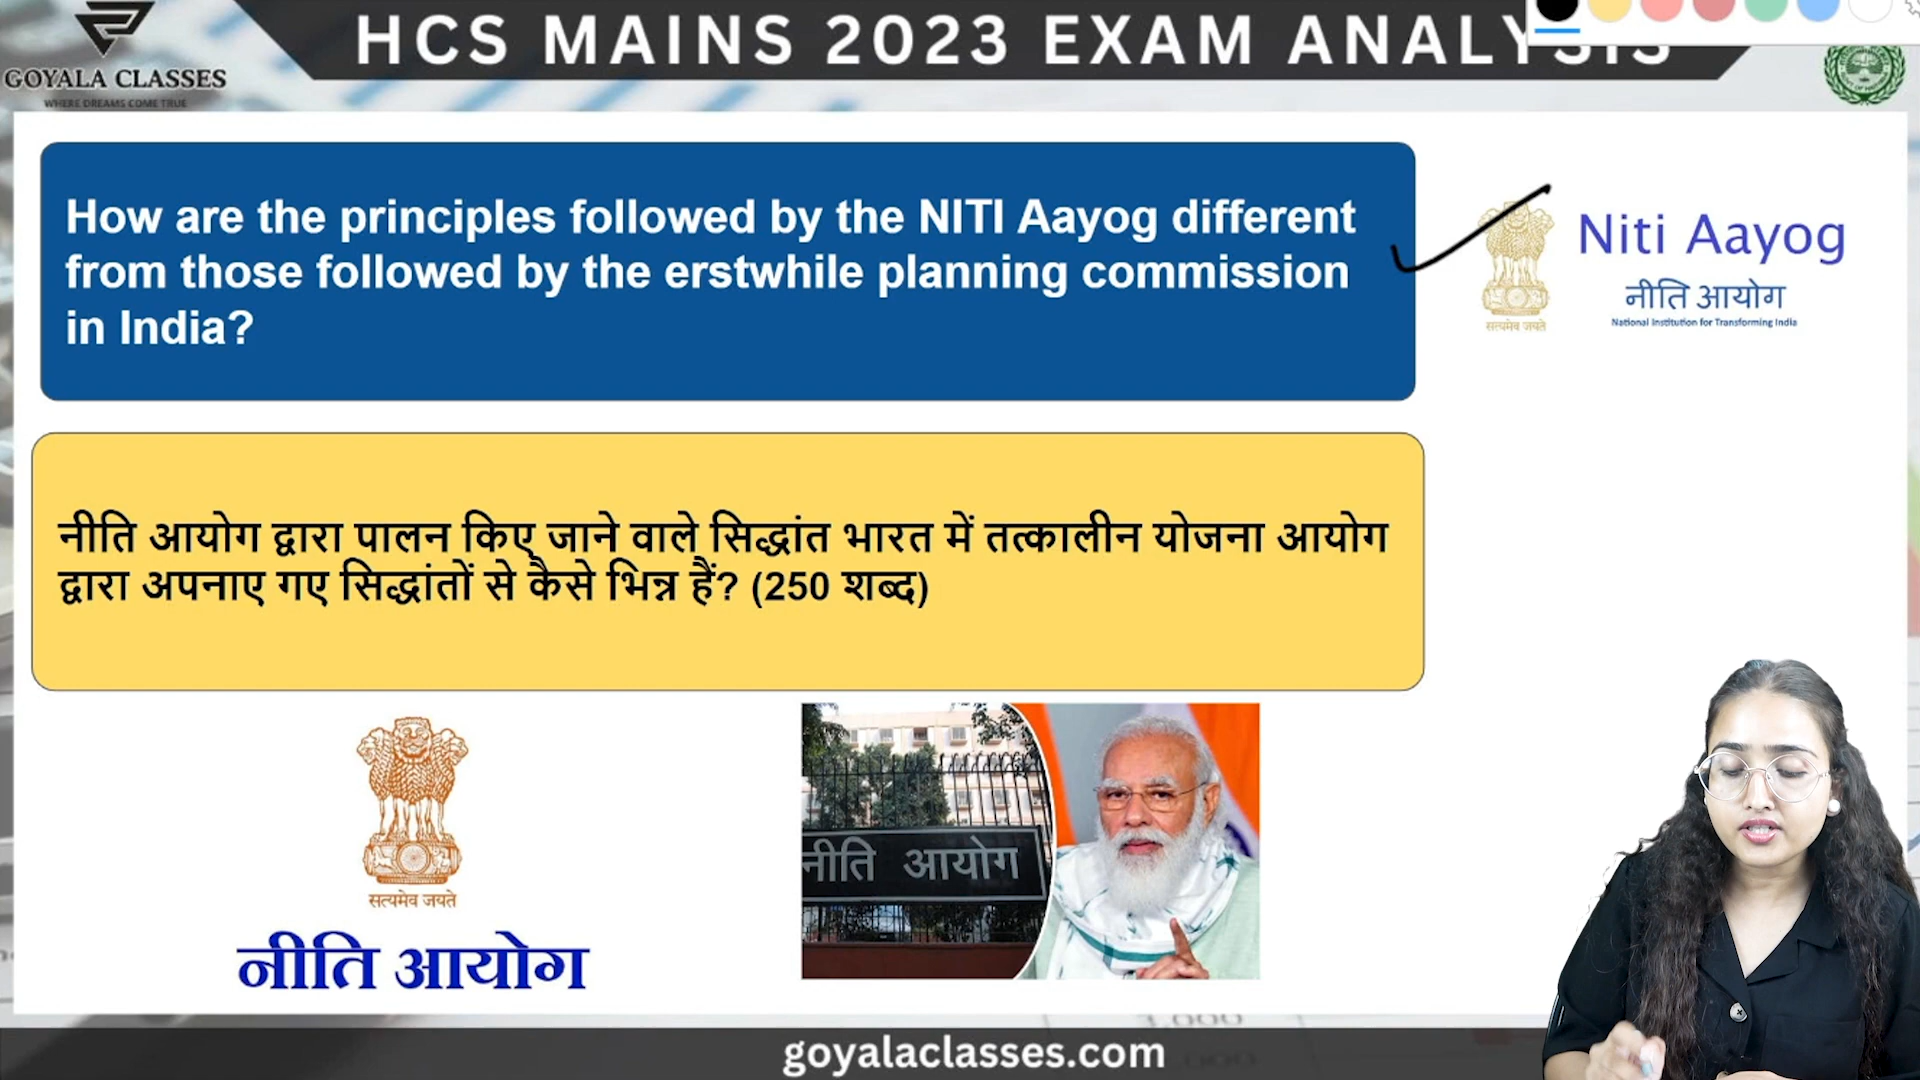 HCS MAINS 2023 EXAM ANALYSIS
GOYALA CLASSES
WHERE DREAMS COME TRUE
How are the principles followed by the NITI Aayog different
from those followed by the erstwhile planning commission
in India?
Niti Aayog
नीति आयोग
National Institution for Transforming India
सत्यमेव जयते
नीति आयोग द्वारा पालन किए जाने वाले सिद्धांत भारत में तत्कालीन योजना आयोग
द्वारा अपनाए गए सिद्धांतों से कैसे भिन्न हैं? (250 शब्द)
सत्यमेव जयते
नीति आयोग
नीति आयोग
goyalaclasses.com